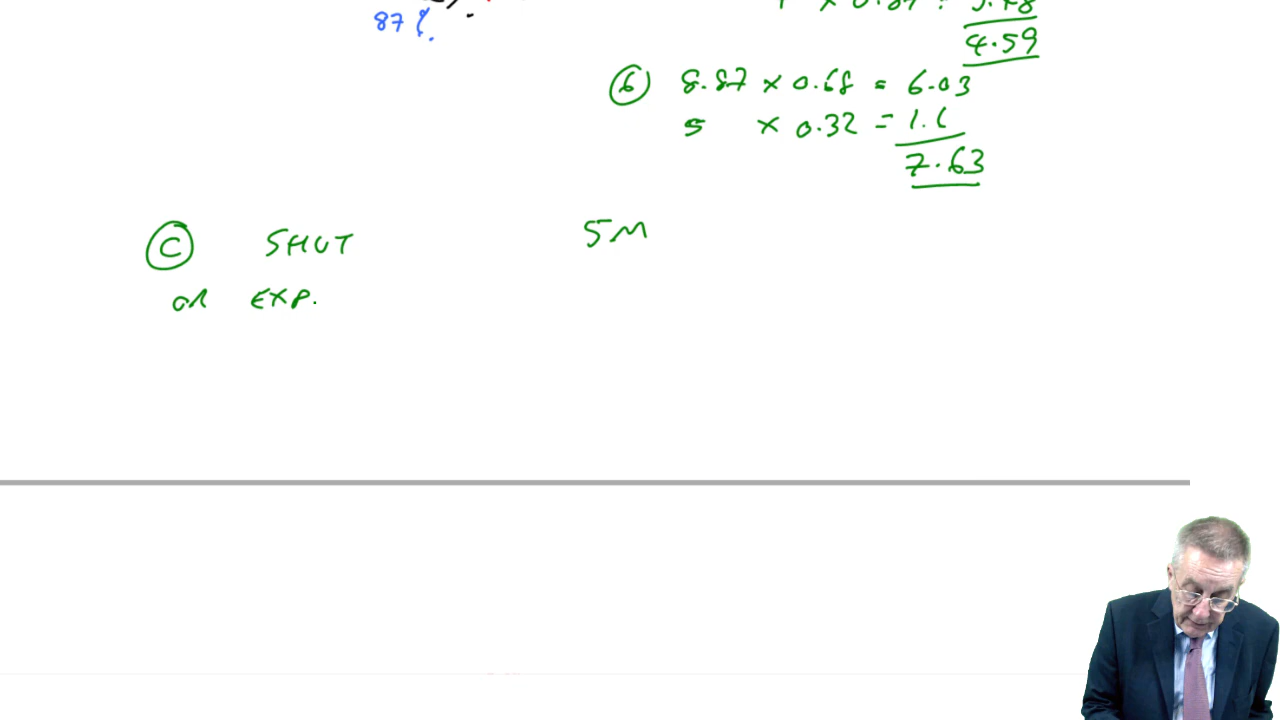 87%.
4.59
⑥ 8.87 × 0.68 = 6.03
5 × 0.32 = 1.6
7.63
Ⓒ SHUT 5M
OR EXP.